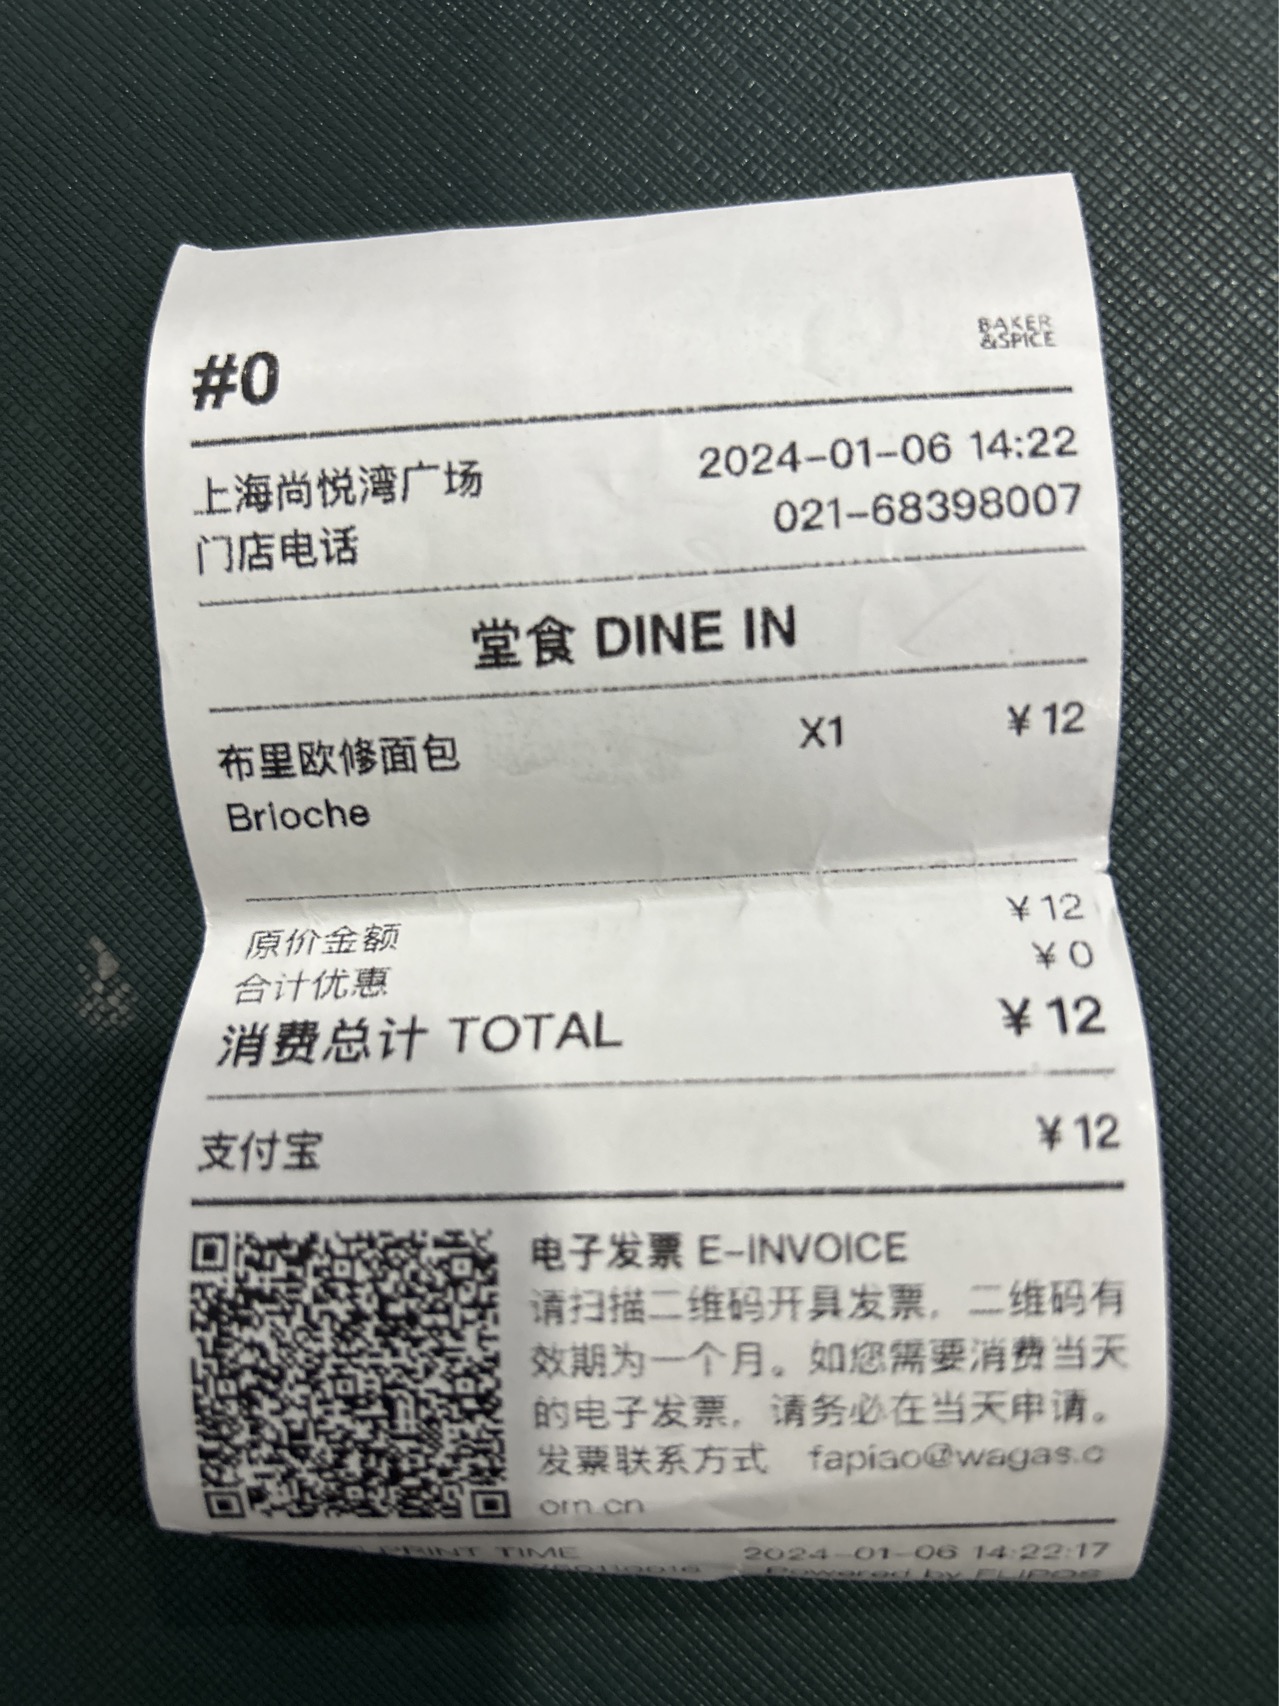 BAKER
&SPICE
#0
上海尚悦湾广场 2024-01-06 14:22
门店电话 021-68398007
堂食 DINE IN
布里欧修面包 X1 ¥12
Brioche
原价金额 ¥12
合计优惠 ¥0
消费总计 TOTAL ¥12
支付宝 ¥12
电子发票 E-INVOICE
请扫描二维码开具发票，二维码有
效期为一个月。如您需要消费当天
的电子发票，请务必在当天申请。
发票联系方式 fapiao@wagas.c
om.cn
PRINT TIME 2024-01-06 14:22:17
Powered by